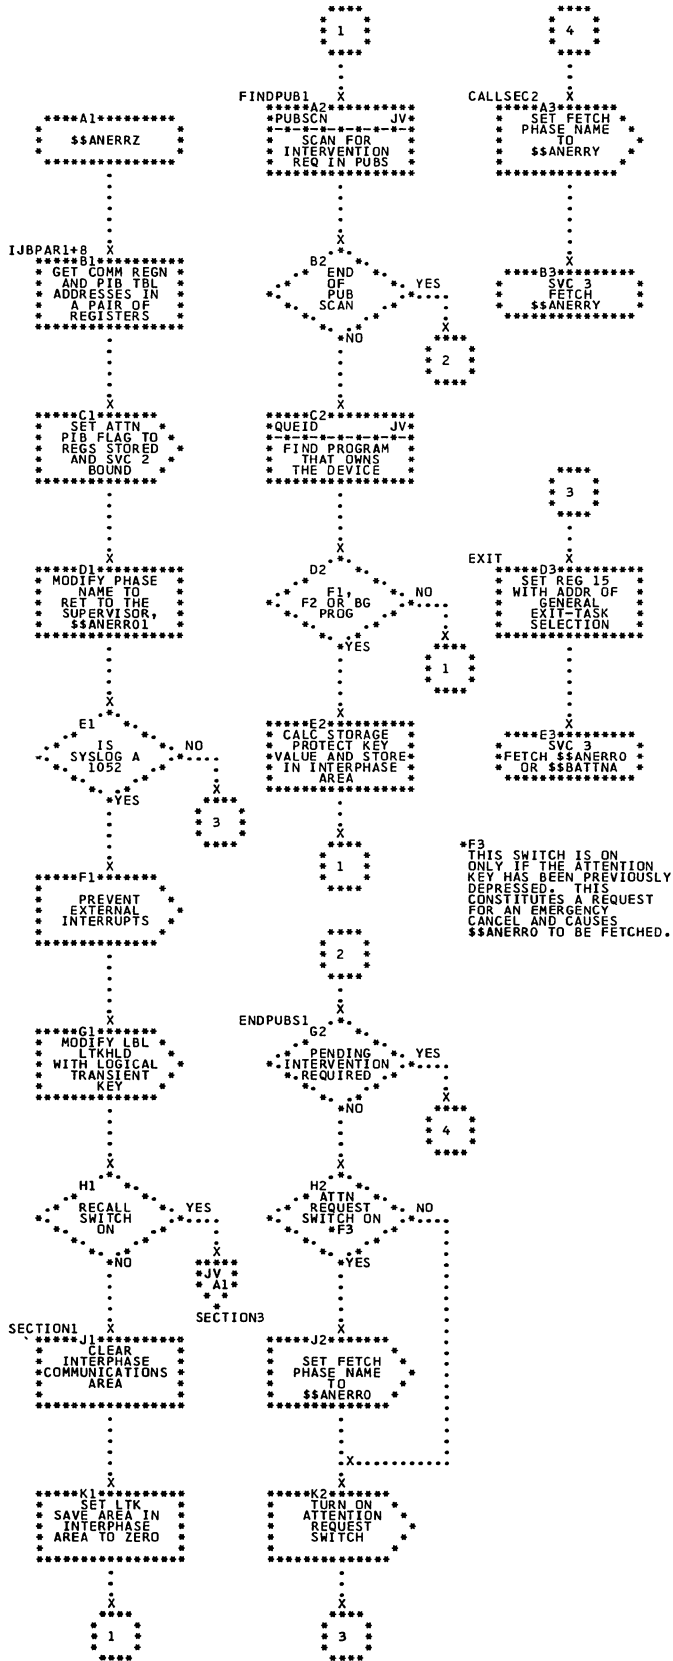 A1
$$ANERRZ
IJBPAR1+8
B1
GET COMM REGN
AND PIB TBL
ADDRESSES IN
A PAIR OF
REGISTERS
C1
SET ATTN
PIB FLAG TO
REGS STORED
AND SVC 2
BOUND
D1
MODIFY PHASE
NAME TO
RET TO THE
SUPERVISOR,
$$ANERR01
E1
IS
SYSLOG A
1052
NO
3
YES
F1
PREVENT
EXTERNAL
INTERRUPTS
G1
MODIFY LBL
LTKHLD
WITH LOGICAL
TRANSIENT
KEY
H1
RECALL
SWITCH
ON
YES
JV
A1
SECTION3
NO
SECTION1
J1
CLEAR
INTERPHASE
COMMUNICATIONS
AREA
K1
SET LTK
SAVE AREA IN
INTERPHASE
AREA TO ZERO
1
1
FINDPUB1
A2
PUBSCN JV
SCAN FOR
INTERVENTION
REQ IN PUBS
B2
END
OF
PUB
SCAN
YES
2
NO
C2
QUEID JV
FIND PROGRAM
THAT OWNS
THE DEVICE
D2
F1,
F2 OR BG
PROG
NO
1
YES
E2
CALC STORAGE
PROTECT KEY
VALUE AND STORE
IN INTERPHASE
AREA
1
2
ENDPUBS1
G2
PENDING
INTERVENTION
REQUIRED
YES
4
NO
H2
ATTN
REQUEST
SWITCH ON
*F3
NO
YES
J2
SET FETCH
PHASE NAME
TO
$$ANERRO
K2
TURN ON
ATTENTION
REQUEST
SWITCH
3
4
CALLSEC2
A3
SET FETCH
PHASE NAME
TO
$$ANERRY
B3
SVC 3
FETCH
$$ANERRY
3
EXIT
D3
SET REG 15
WITH ADDR OF
GENERAL
EXIT-TASK
SELECTION
E3
SVC 3
FETCH $$ANERRO
OR $$BATTNA
*F3
THIS SWITCH IS ON
ONLY IF THE ATTENTION
KEY HAS BEEN PREVIOUSLY
DEPRESSED. THIS
CONSTITUTES A REQUEST
FOR AN EMERGENCY
CANCEL AND CAUSES
$$ANERRO TO BE FETCHED.